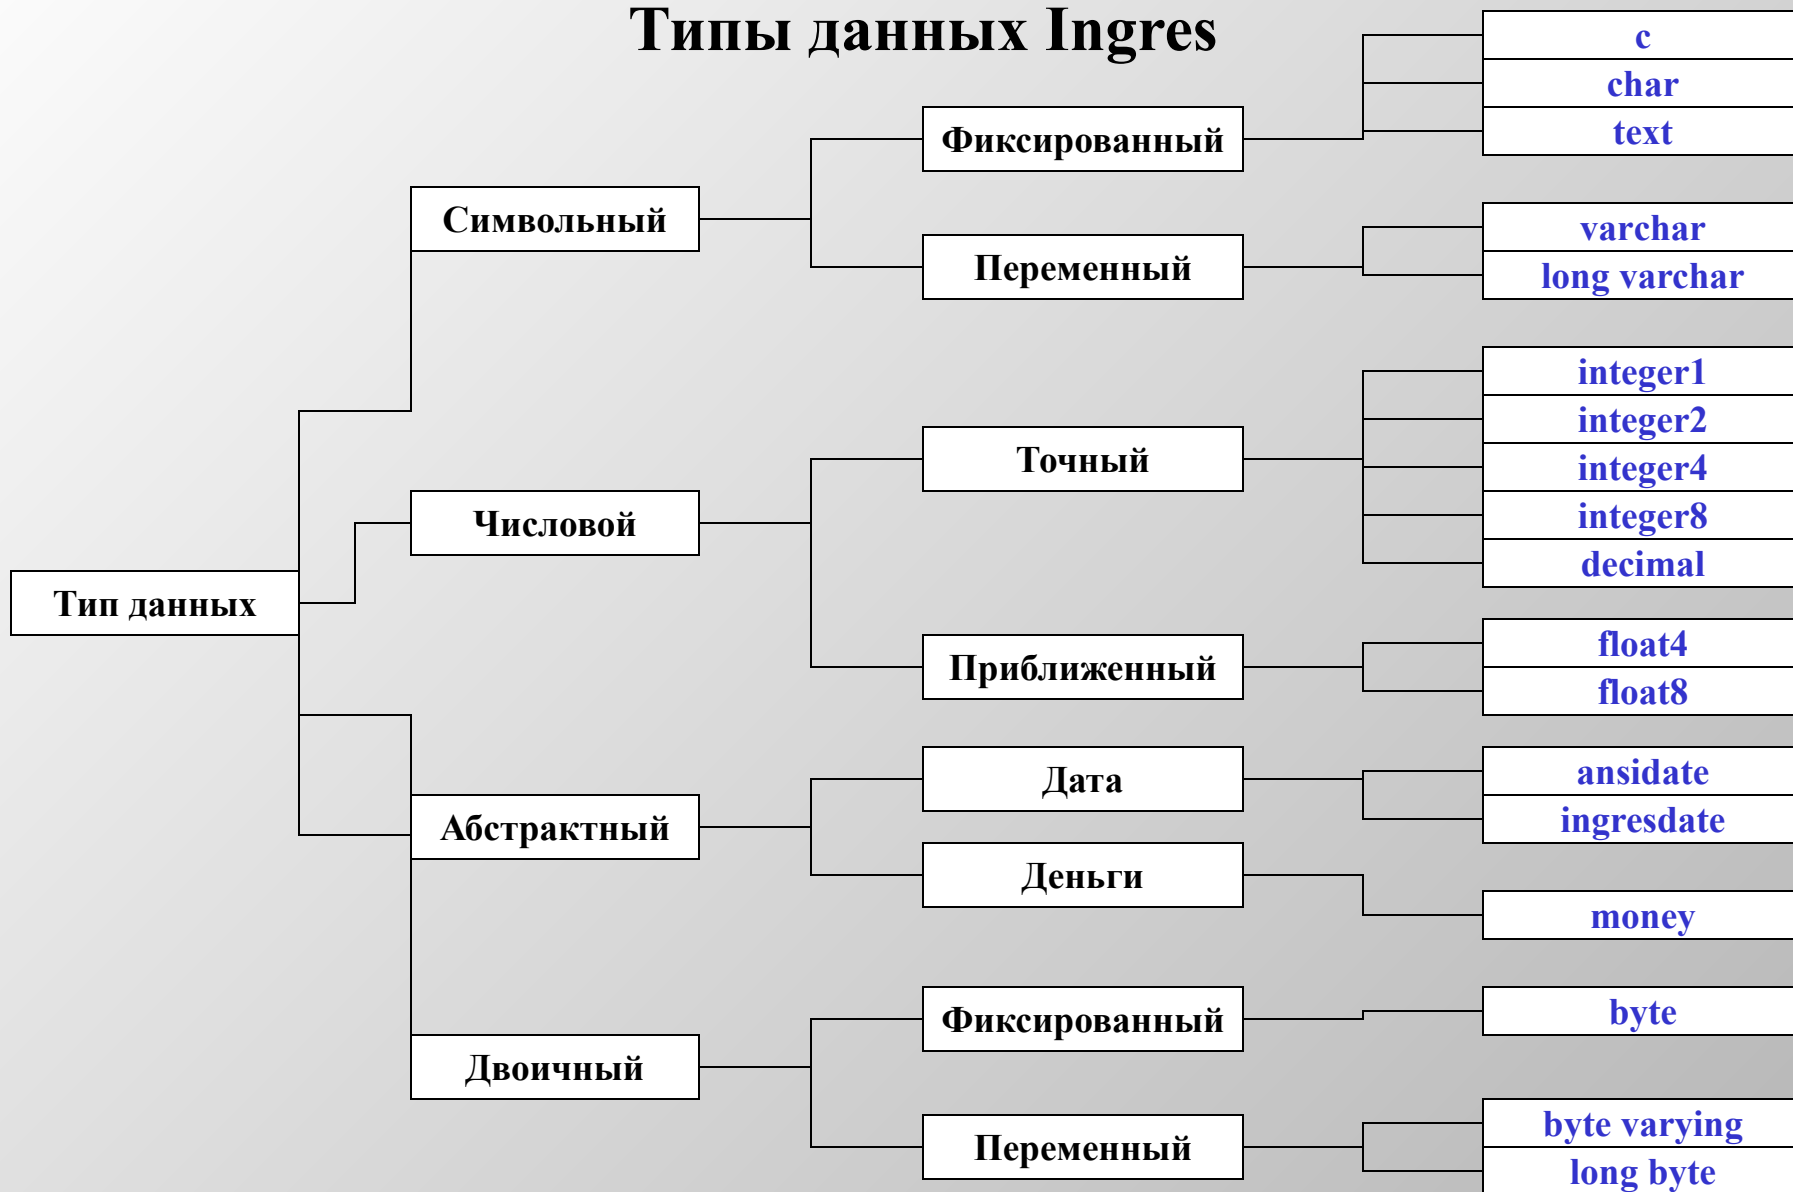 Типы данных Ingres
Тип данных
Символьный
Числовой
Абстрактный
Двоичный
Фиксированный
Переменный
Точный
Приближенный
Дата
Деньги
Фиксированный
Переменный
c
char
text
varchar
long varchar
integer1
integer2
integer4
integer8
decimal
float4
float8
ansidate
ingresdate
money
byte
byte varying
long byte